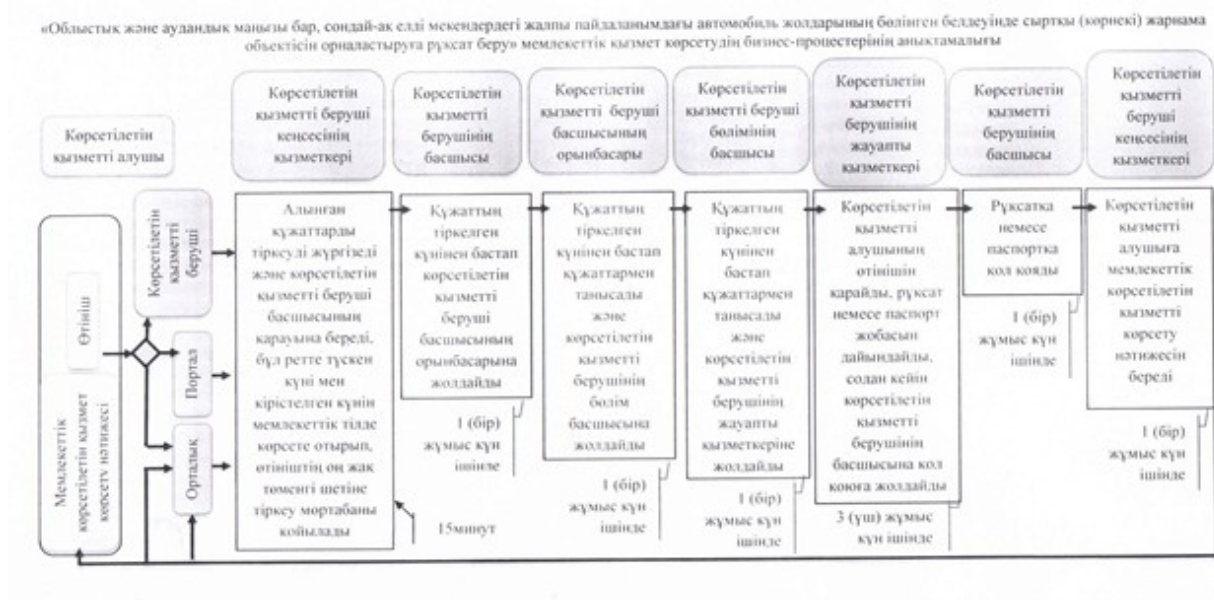 «Облыстық және аудандық маңызы бар, сондай-ақ елді мекендердегі жалпы пайдаланымдағы автомобиль жолдарының бөлінген белдеуінде сыртқы (көрнекі) жарнама
объектісін орналастыруға рұқсат беру» мемлекеттік қызмет көрсетудің бизнес-процестерінің анықтамалығы
Көрсетілетін
қызметті алушы
Көрсетілетін
қызметті беруші
кеңсесінің
қызметкері
Көрсетілетін
қызметті
берушінің
басшысы
Көрсетілетін
қызметті беруші
басшысының
орынбасары
Көрсетілетін
қызметті беруші
бөлімінің
басшысы
Көрсетілетін
қызметті
берушінің
жауапты
қызметкері
Көрсетілетін
қызметті
берушінің
басшысы
Көрсетілетін
қызметті
беруші
кеңсесінің
қызметкері
Өтініш
Мемлекеттік
көрсетілетін қызмет
көрсету нәтижесі
Көрсетілетін
қызметті
беруші
Портал
Орталық
Алынған
құжаттарды
тіркеуді жүргізеді
және көрсетілетін
қызметті беруші
басшысының
қарауына береді,
бұл ретте түскен
күні мен
кірістелген күнін
мемлекеттік тілде
көрсете отырып,
өтініштің оң жақ
төменгі шетіне
тіркеу мөртабаны
қойылады
15минут
Құжаттың
тіркелген
күнінен бастап
көрсетілетін
қызметті
беруші
басшысының
орынбасарына
жолдайды
1 (бір)
жұмыс күн
ішінде
Құжаттың
тіркелген
күнінен бастап
құжаттармен
танысады
және
көрсетілетін
қызметті
берушінің
бөлім
басшысына
жолдайды
1 (бір)
жұмыс күн
ішінде
Құжаттың
тіркелген
күнінен
бастап
құжаттармен
танысады
және
көрсетілетін
қызметті
берушінің
жауапты
қызметкеріне
жолдайды
1 (бір)
жұмыс күн
ішінде
Көрсетілетін
қызметті
алушының
өтінішін
қарайды, рұқсат
немесе паспорт
жобасын
дайындайды,
содан кейін
көрсетілетін
қызметті
берушінің
басшысына қол
қоюға жолдайды
3 (үш) жұмыс
күн ішінде
Рұқсатқа
немесе
паспортқа
қол қояды
1 (бір)
жұмыс күн
ішінде
Көрсетілетін
қызметті
алушыға
мемлекеттік
көрсетілетін
қызметті
көрсету
нәтижесін
береді
1 (бір)
жұмыс күн
ішінде